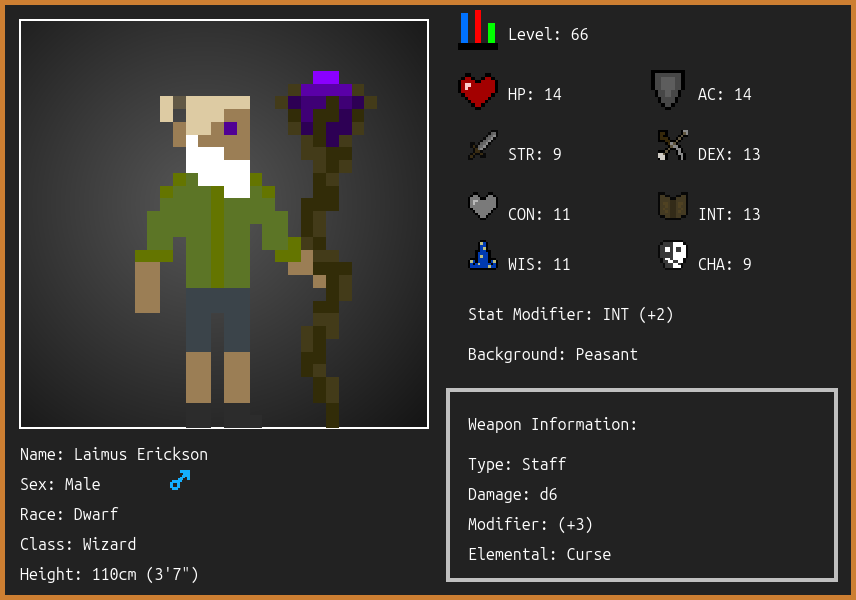 Level: 66
HP: 14
AC: 14
STR: 9
DEX: 13
CON: 11
INT: 13
WIS: 11
CHA: 9
Stat Modifier: INT (+2)
Background: Peasant
Weapon Information:
Type: Staff
Damage: d6
Modifier: (+3)
Elemental: Curse
Name: Laimus Erickson
Sex: Male
Race: Dwarf
Class: Wizard
Height: 110cm (3'7")